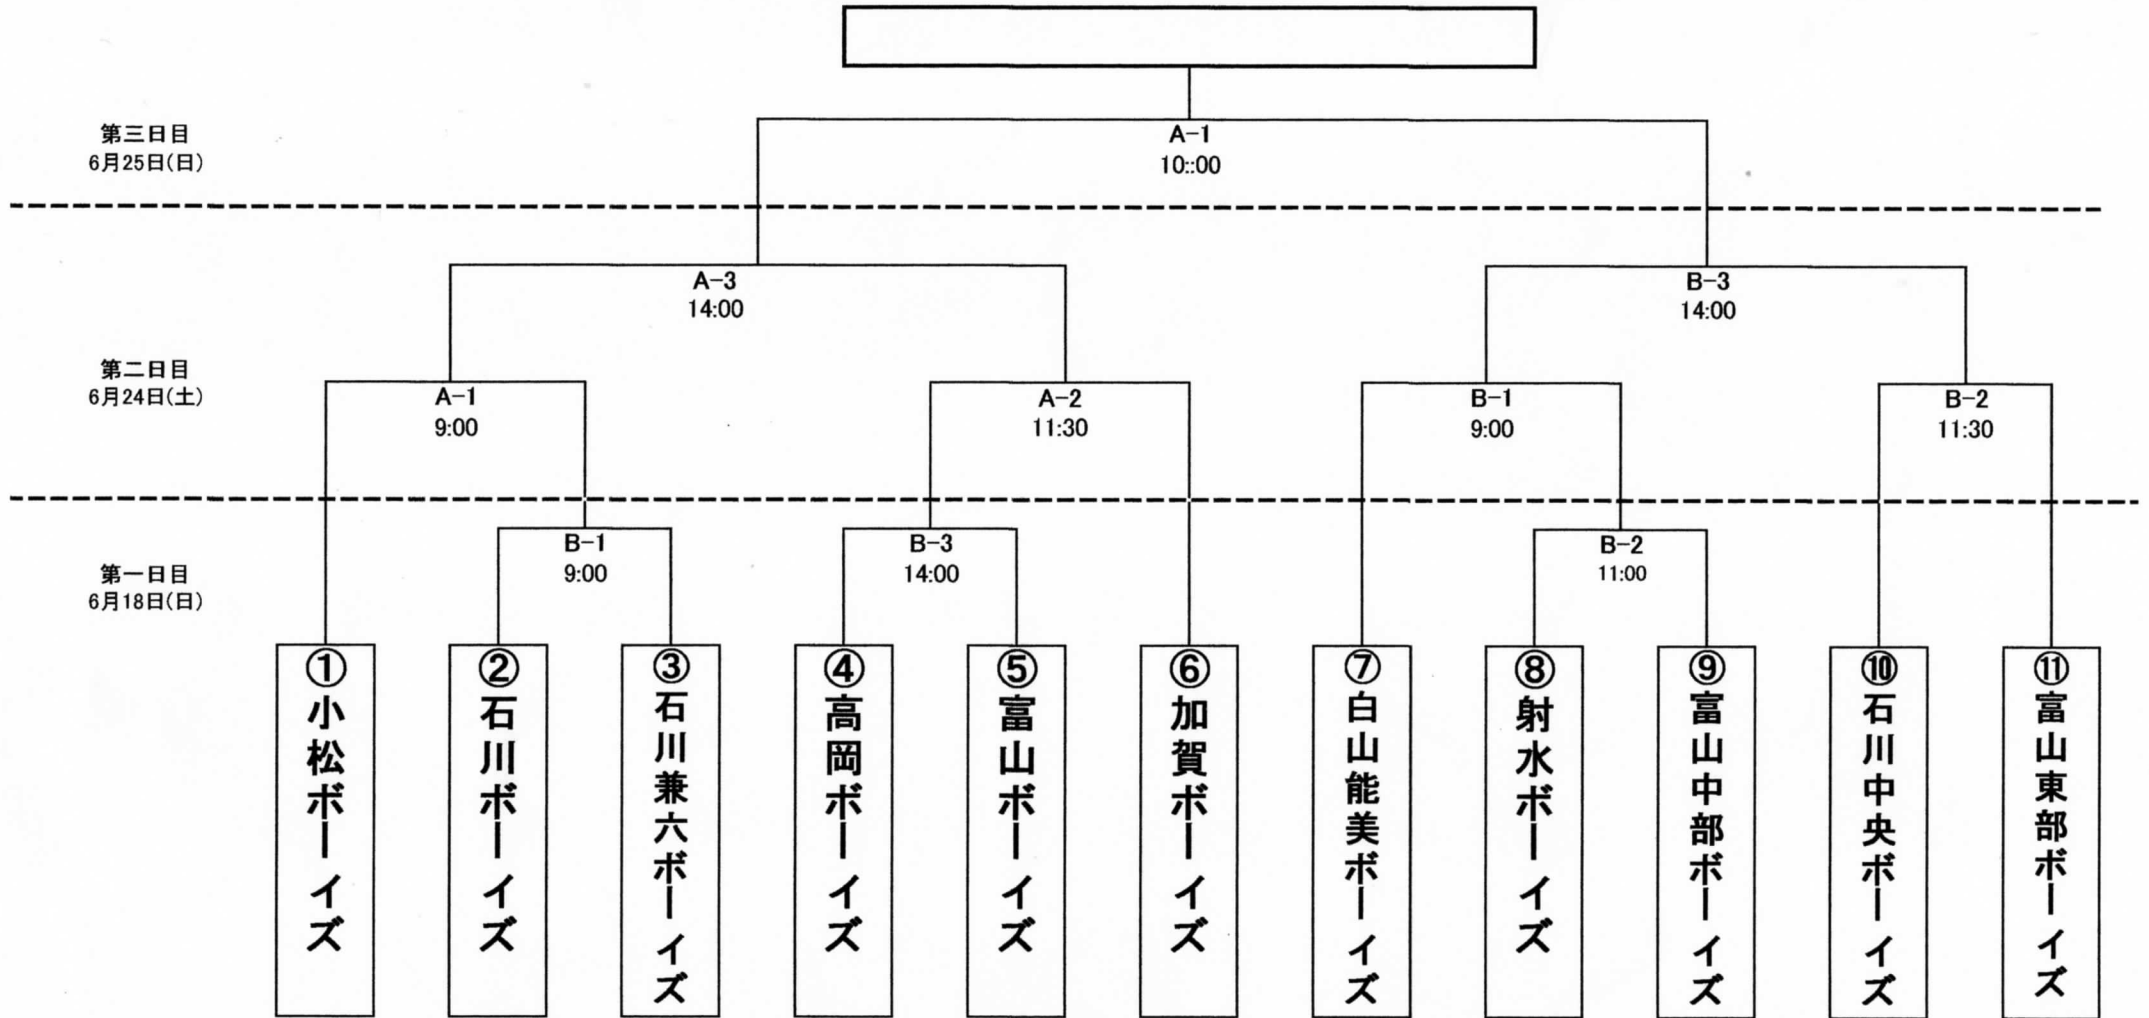 第三日目
6月25日(日)
A-1
10::00
A-3
14:00
B-3
14:00
第二日目
6月24日(土)
A-1
9:00
A-2
11:30
B-1
9:00
B-2
11:30
第一日目
6月18日(日)
B-1
9:00
B-3
14:00
B-2
11:00
①小松ボーイズ
②石川ボーイズ
③石川兼六ボーイズ
④高岡ボーイズ
⑤富山ボーイズ
⑥加賀ボーイズ
⑦白山能美ボーイズ
⑧射水ボーイズ
⑨富山中部ボーイズ
⑩石川中央ボーイズ
⑪富山東部ボーイズ